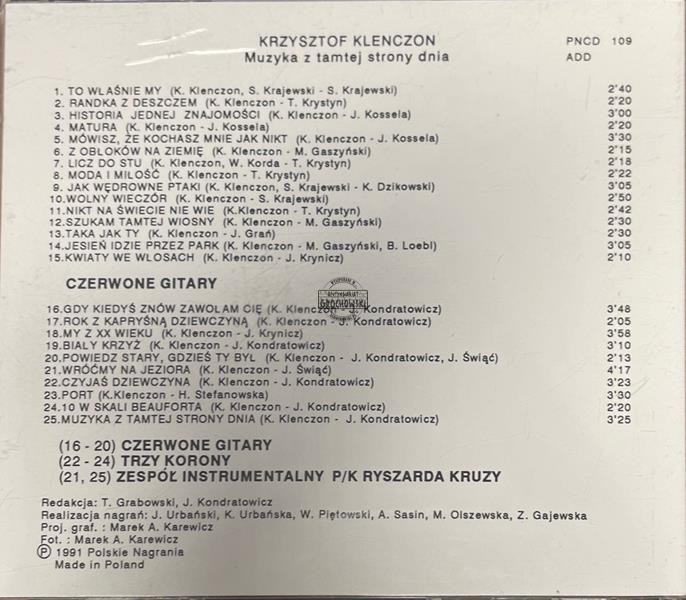 KRZYSZTOF KLENCZON PNCD 109
Muzyka z tamtej strony dnia ADD
1. TO WŁAŚNIE MY (K. Klenczon, S. Krajewski - S. Krajewski) 2'40
2. RANDKA Z DESZCZEM (K. Klenczon - T. Krystyn) 2'20
3. HISTORIA JEDNEJ ZNAJOMOŚCI (K. Klenczon - J. Kossela) 3'00
4. MATURA (K. Klenczon - J. Kossela) 2'20
5. MÓWISZ, ŻE KOCHASZ MNIE JAK NIKT (K. Klenczon - J. Kossela) 3'30
6. Z OBŁOKÓW NA ZIEMIĘ (K. Klenczon - M. Gaszyński) 2'15
7. LICZ DO STU (K. Klenczon, W. Korda - T. Krystyn) 2'18
8. MODA I MIŁOŚĆ (K. Klenczon - T. Krystyn) 2'22
9. JAK WĘDROWNE PTAKI (K. Klenczon, S. Krajewski - K. Dzikowski) 3'05
10. WOLNY WIECZÓR (K. Klenczon - S. Krajewski) 2'50
11. NIKT NA ŚWIECIE NIE WIE (K.Klenczon - T. Krystyn) 2'42
12. SZUKAM TAMTEJ WIOSNY (K. Klenczon - M. Gaszyński) 2'30
13. TAKA JAK TY (K. Klenczon - J. Grań) 2'30
14. JESIEŃ IDZIE PRZEZ PARK (K. Klenczon - M. Gaszyński, B. Loebl) 3'05
15. KWIATY WE WŁOSACH (K. Klenczon - J. Krynicz) 2'10
CZERWONE GITARY
GROCHOWSKI
16. GDY KIEDYŚ ZNÓW ZAWOŁAM CIĘ (K. Klenczon - J. Kondratowicz) 3'48
17. ROK Z KAPRYŚNĄ DZIEWCZYNĄ (K. Klenczon - J. Kondratowicz) 2'05
18. MY Z XX WIEKU (K. Klenczon - J. Krynicz) 3'58
19. BIAŁY KRZYŻ (K. Klenczon - J. Kondratowicz) 3'10
20. POWIEDZ STARY, GDZIEŚ TY BYŁ (K. Klenczon - J. Kondratowicz, J. Świąć) 2'13
21. WRÓĆMY NA JEZIORA (K. Klenczon - J. Świąć) 4'17
22. CZYJAŚ DZIEWCZYNA (K. Klenczon - J. Kondratowicz) 3'23
23. PORT (K.Klenczon - H. Stefanowska) 3'30
24. 10 W SKALI BEAUFORTA (K. Klenczon - J. Kondratowicz) 2'20
25. MUZYKA Z TAMTEJ STRONY DNIA (K. Klenczon - J. Kondratowicz) 3'25
(16 - 20) CZERWONE GITARY
(22 - 24) TRZY KORONY
(21, 25) ZESPÓŁ INSTRUMENTALNY P/K RYSZARDA KRUZY
Redakcja: T. Grabowski, J. Kondratowicz
Realizacja nagrań: J. Urbański, K. Urbańska, W. Piętowski, A. Sasin, M. Olszewska, Z. Gajewska
Proj. graf. : Marek A. Karewicz
Fot. : Marek A. Karewicz
Ⓟ 1991 Polskie Nagrania
Made in Poland